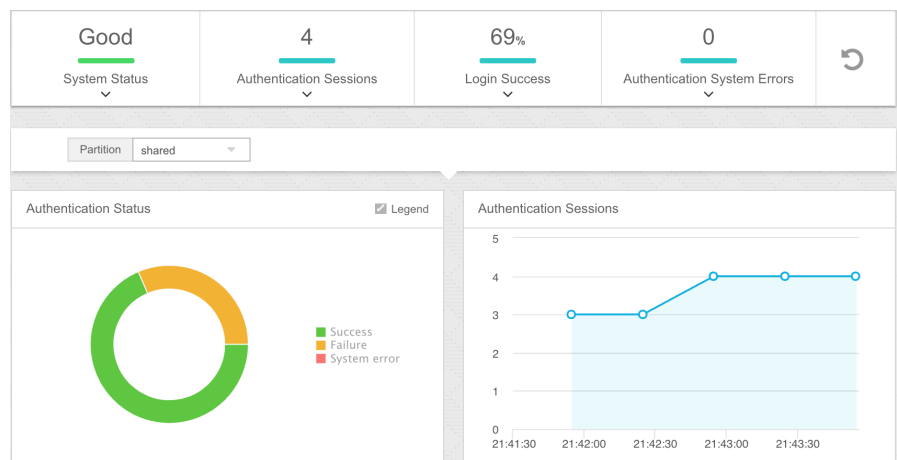 Good
System Status
4
Authentication Sessions
69%
Login Success
0
Authentication System Errors
Partition shared
Authentication Status
Legend
Success
Failure
System error
Authentication Sessions
5
4
3
2
1
0
21:41:30 21:42:00 21:42:30 21:43:00 21:43:30